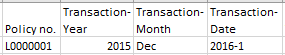 Transaction- Transaction- Transaction-
Policy no. Year Month Date
L0000001 2015 Dec 2016-1